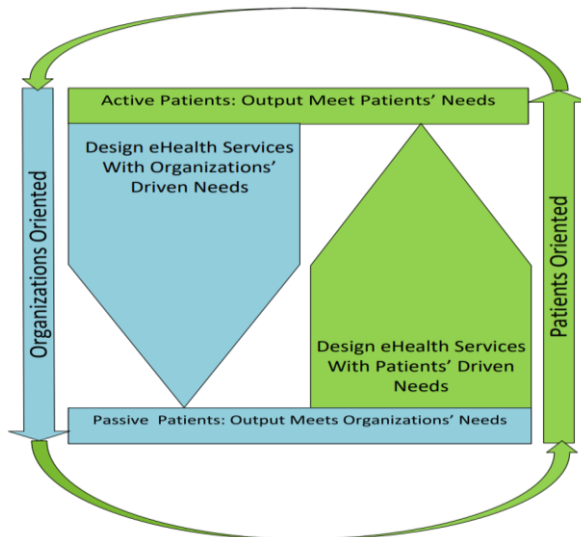 Active Patients: Output Meet Patients’ Needs
Design eHealth Services
With Organizations’
Driven Needs
Organizations Oriented
Patients Oriented
Design eHealth Services
With Patients’ Driven
Needs
Passive Patients: Output Meets Organizations’ Needs